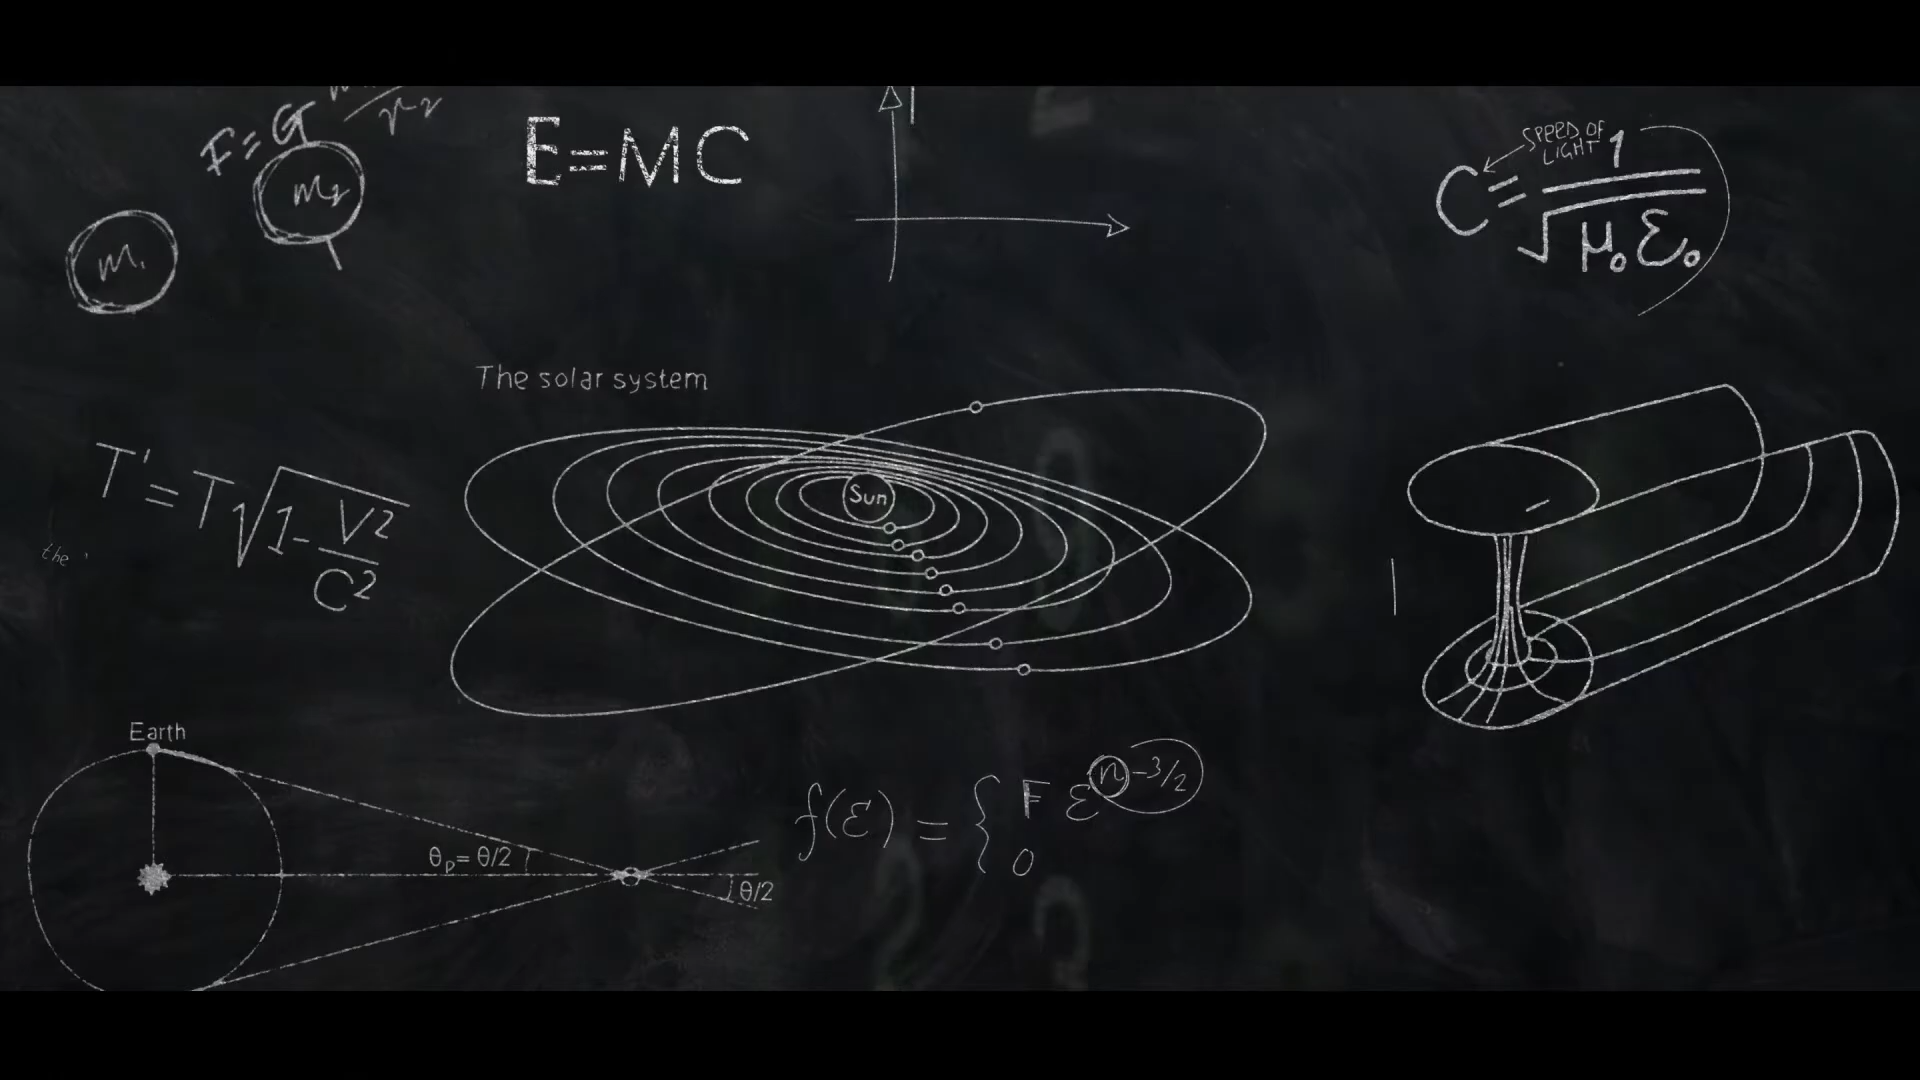 F=G
r2
m1
m2
E=MC
SPEED OF LIGHT
C=1/√μ0ε0
The solar system
Sun
T'=T√1-V2/C2
the
Earth
θp=θ/2
θ/2
f(ε) = { F ε n-3/2
0